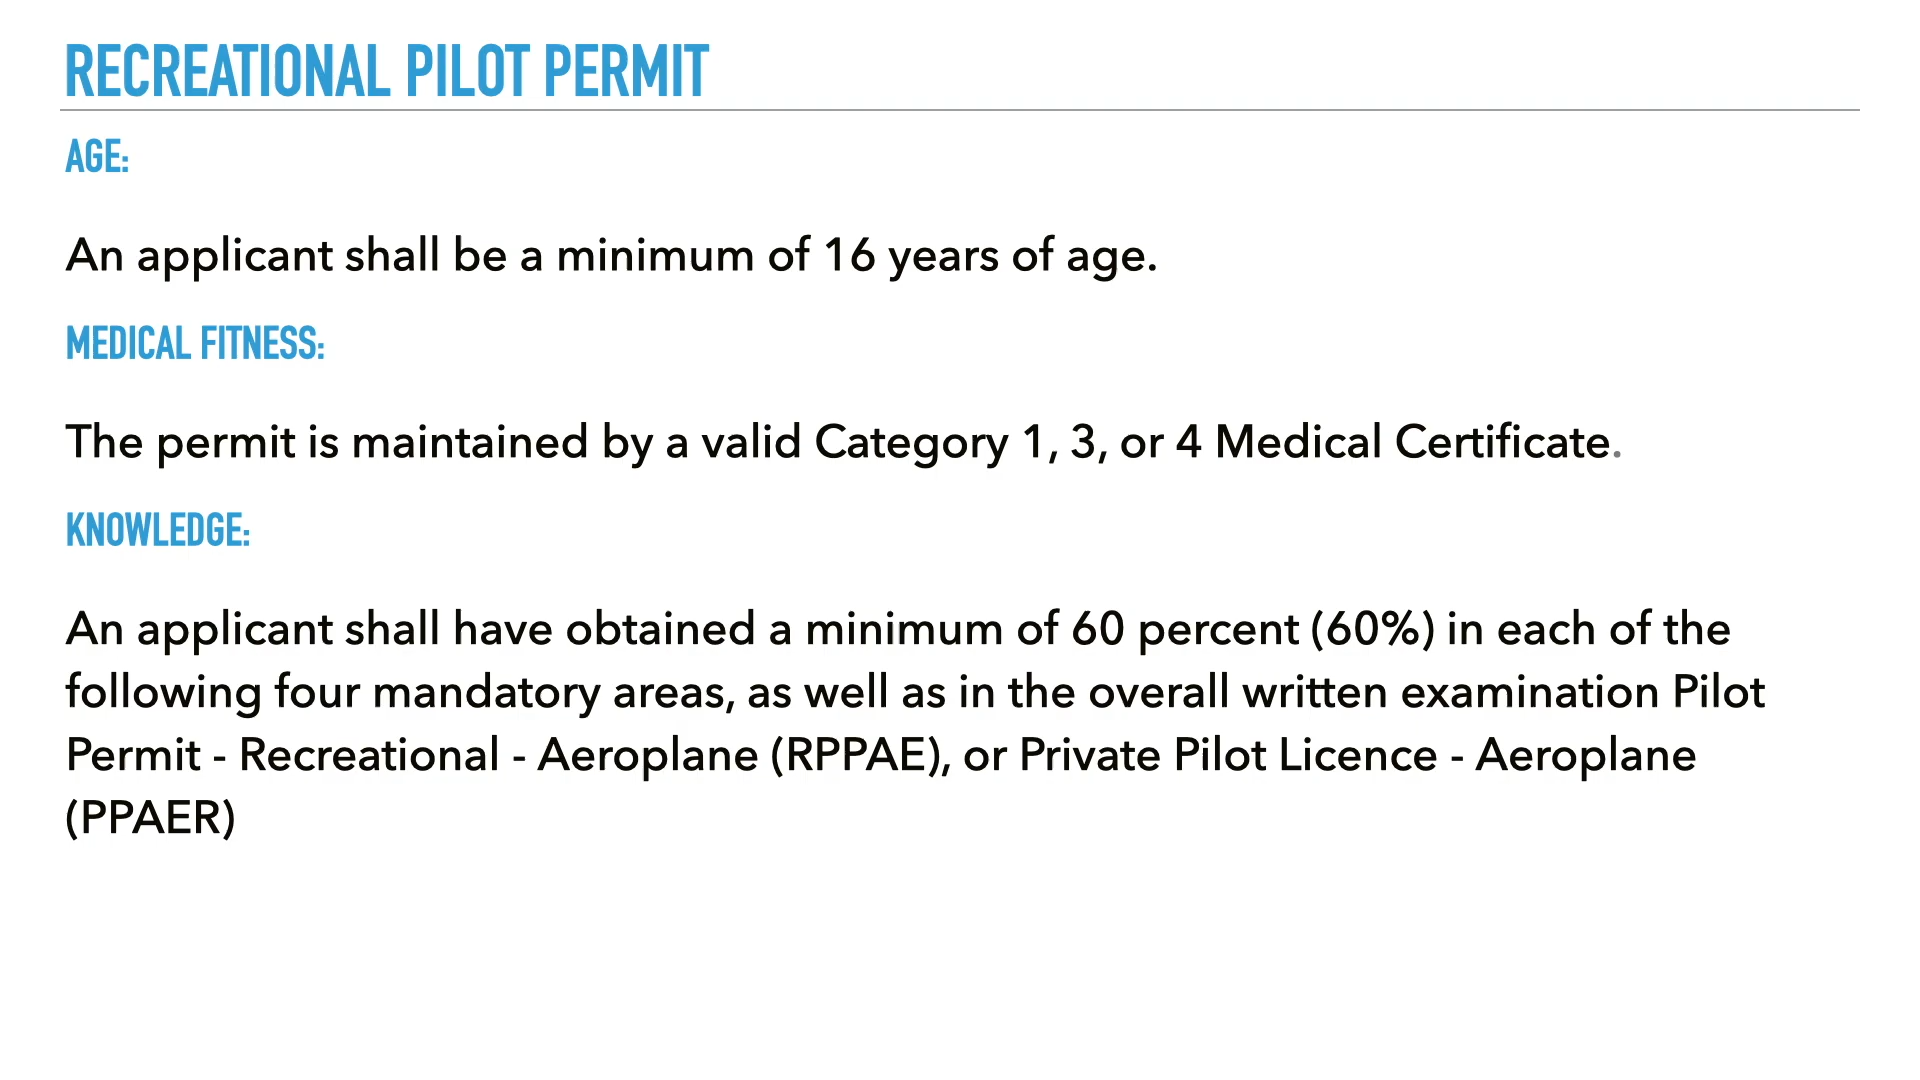 RECREATIONAL PILOT PERMIT
AGE:
An applicant shall be a minimum of 16 years of age.
MEDICAL FITNESS:
The permit is maintained by a valid Category 1, 3, or 4 Medical Certificate.
KNOWLEDGE:
An applicant shall have obtained a minimum of 60 percent (60%) in each of the
following four mandatory areas, as well as in the overall written examination Pilot
Permit - Recreational - Aeroplane (RPPAE), or Private Pilot Licence - Aeroplane
(PPAER)